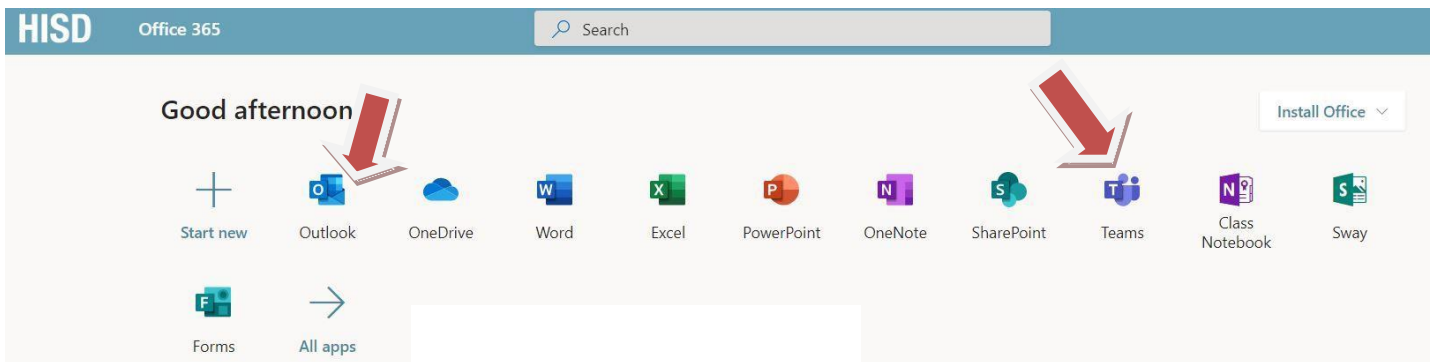 HISD Office 365 Search
Good afternoon
Install Office
Start new Outlook OneDrive Word Excel PowerPoint OneNote SharePoint Teams Class Notebook Sway
Forms All apps